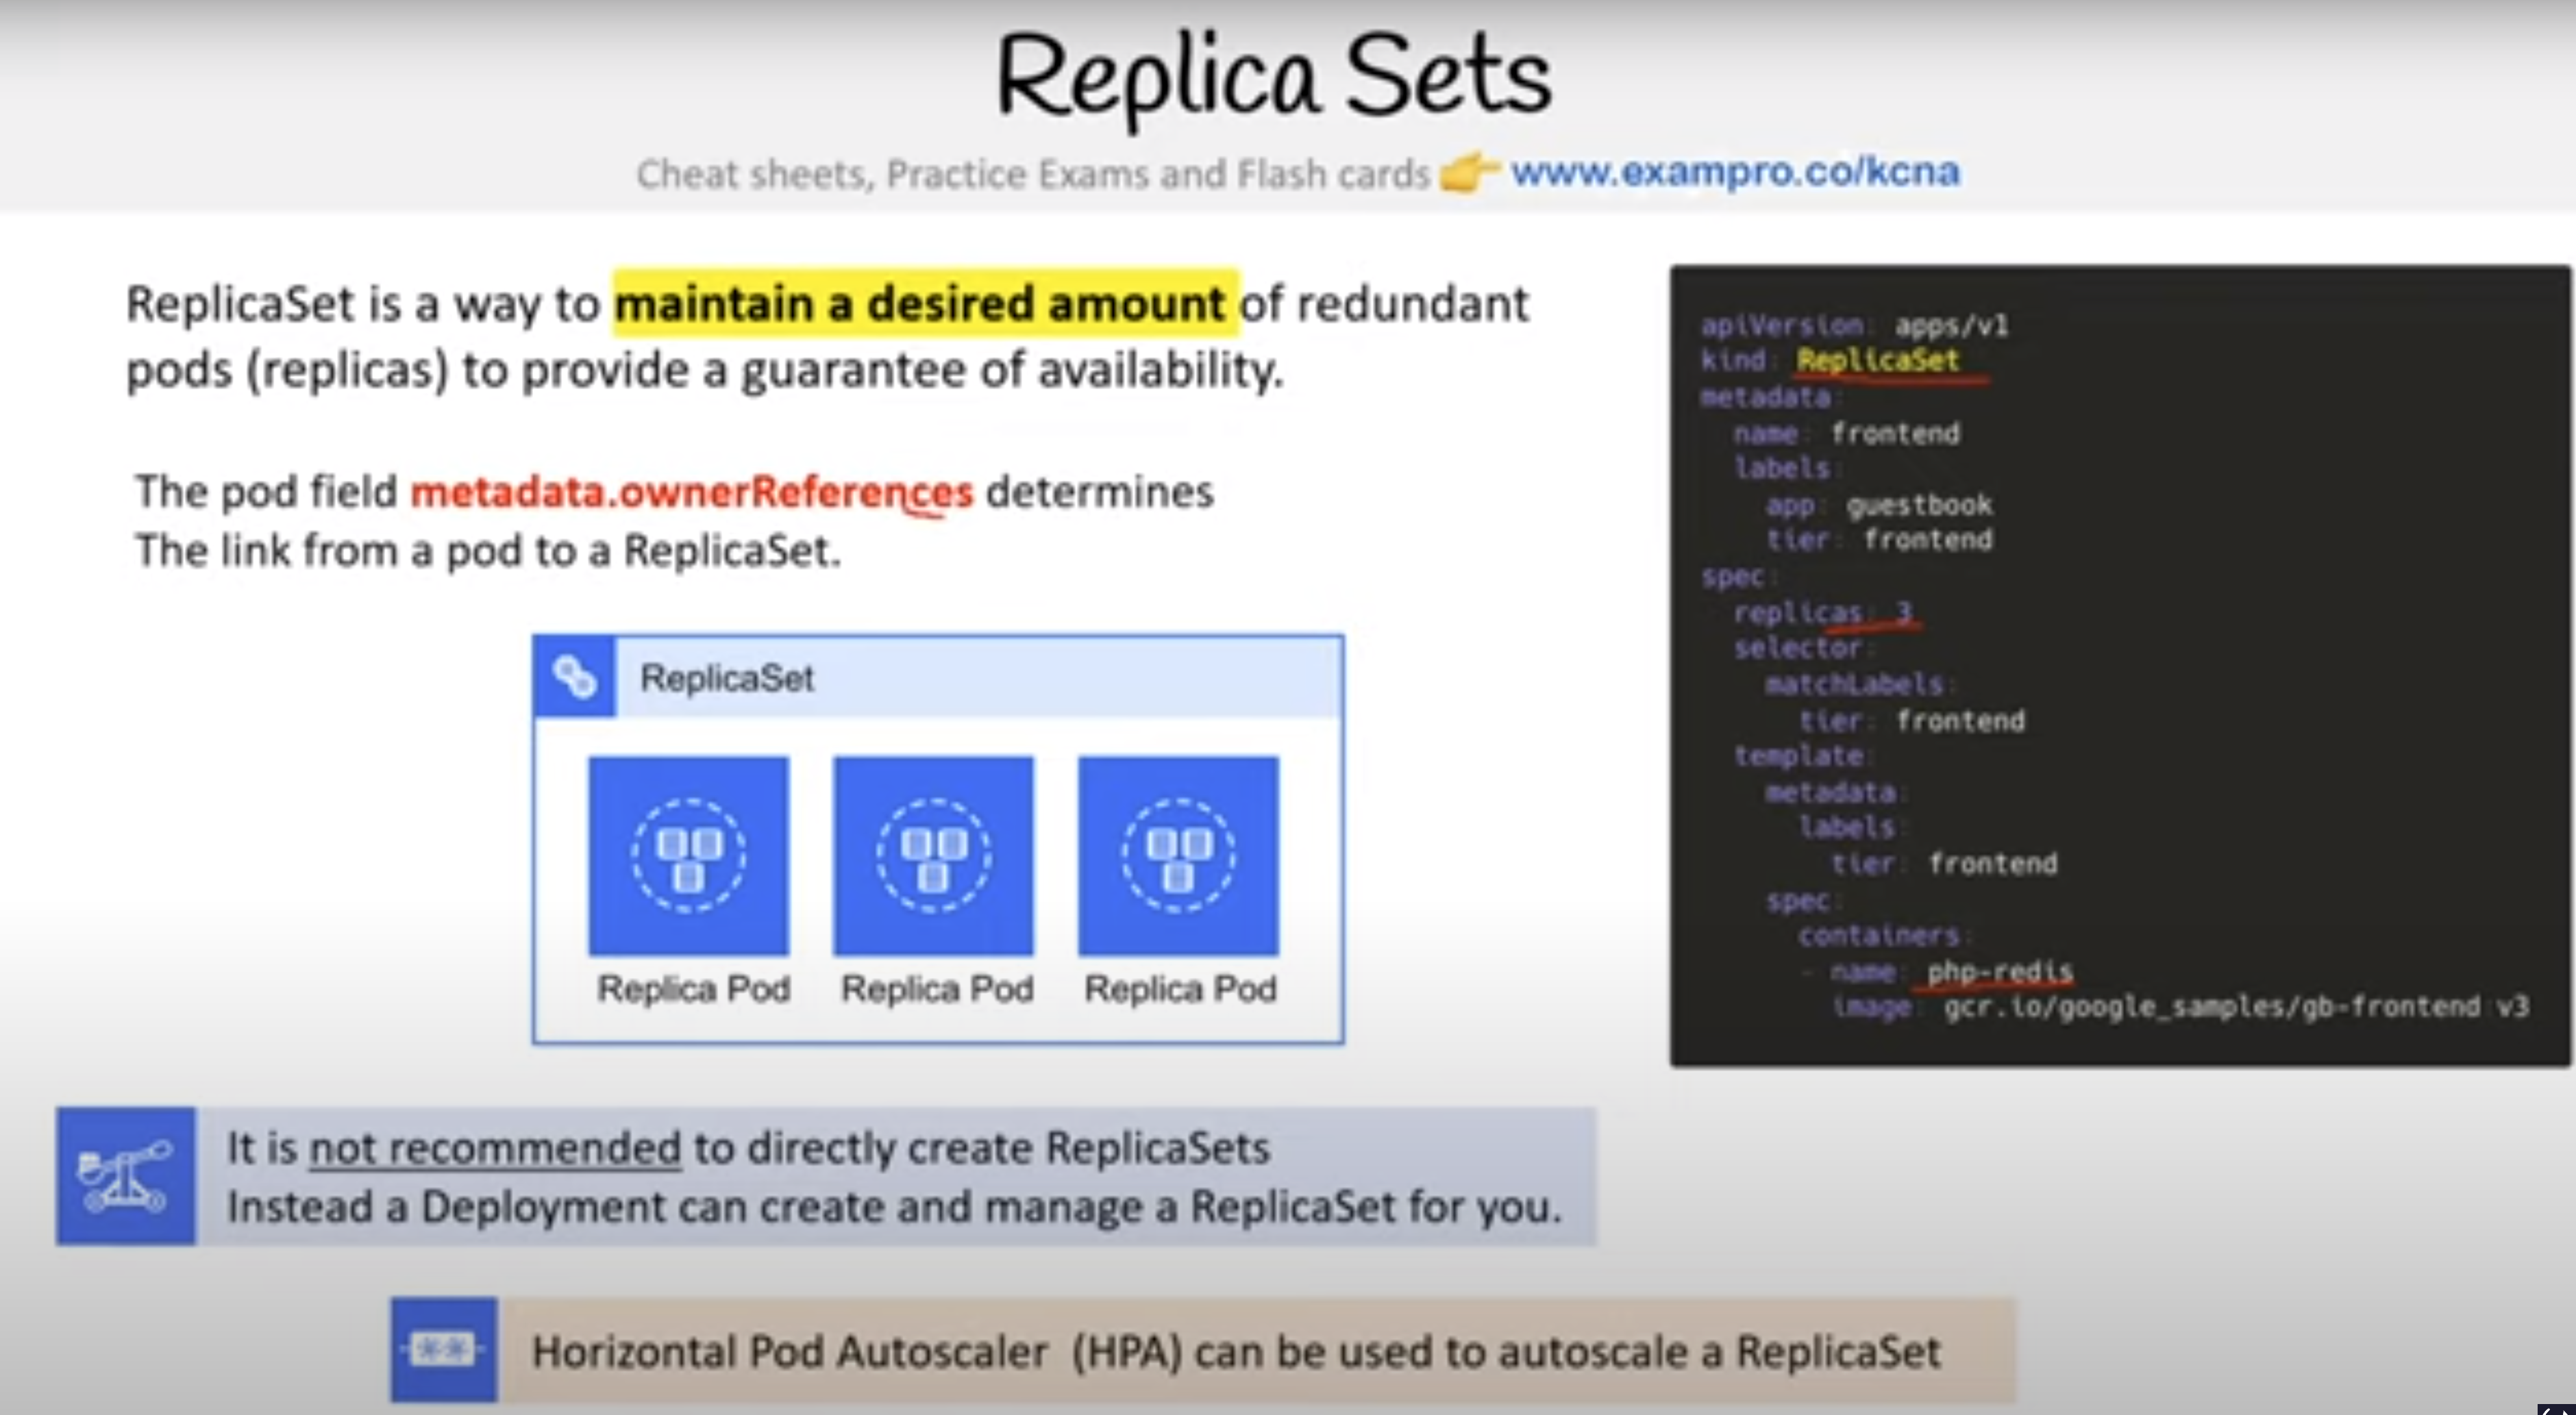 Replica Sets
Cheat sheets, Practice Exams and Flash cards 👉 www.exampro.co/kcna
ReplicaSet is a way to maintain a desired amount of redundant
pods (replicas) to provide a guarantee of availability.
The pod field metadata.ownerReferences determines
The link from a pod to a ReplicaSet.
ReplicaSet
Replica Pod Replica Pod Replica Pod
It is not recommended to directly create ReplicaSets
Instead a Deployment can create and manage a ReplicaSet for you.
Horizontal Pod Autoscaler (HPA) can be used to autoscale a ReplicaSet
apiVersion: apps/v1
kind: ReplicaSet
metadata:
  name: frontend
  labels:
    app: guestbook
    tier: frontend
spec:
  replicas: 3
  selector:
    matchLabels:
      tier: frontend
  template:
    metadata:
      labels:
        tier: frontend
    spec:
      containers:
      - name: php-redis
        image: gcr.io/google_samples/gb-frontend:v3